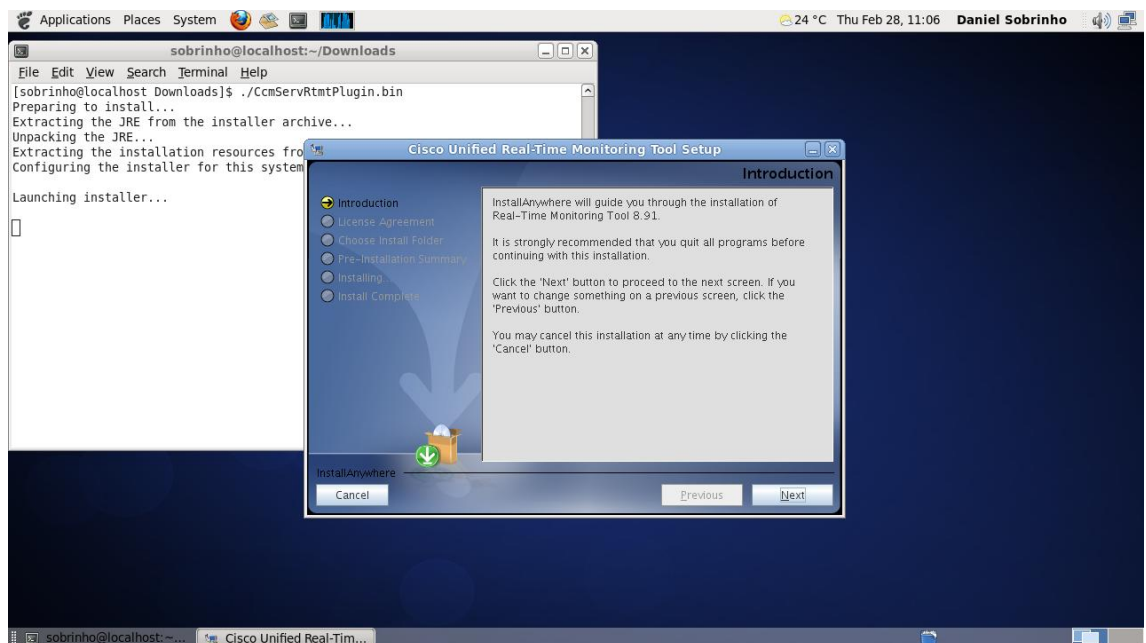 Applications Places System 24 °C Thu Feb 28, 11:06 Daniel Sobrinho
sobrinho@localhost:~/Downloads
File Edit View Search Terminal Help
[sobrinho@localhost Downloads]$ ./CcmServRtmtPlugin.bin
Preparing to install...
Extracting the JRE from the installer archive...
Unpacking the JRE...
Extracting the installation resources fro
Configuring the installer for this system
Launching installer...
Cisco Unified Real-Time Monitoring Tool Setup
Introduction
Introduction
License Agreement
Choose Install Folder
Pre-Installation Summary
Installing
Install Complete
InstallAnywhere will guide you through the installation of
Real-Time Monitoring Tool 8.91.
It is strongly recommended that you quit all programs before
continuing with this installation.
Click the 'Next' button to proceed to the next screen. If you
want to change something on a previous screen, click the
'Previous' button.
You may cancel this installation at any time by clicking the
'Cancel' button.
InstallAnywhere
Cancel Previous Next
sobrinho@localhost:~... Cisco Unified Real-Tim...